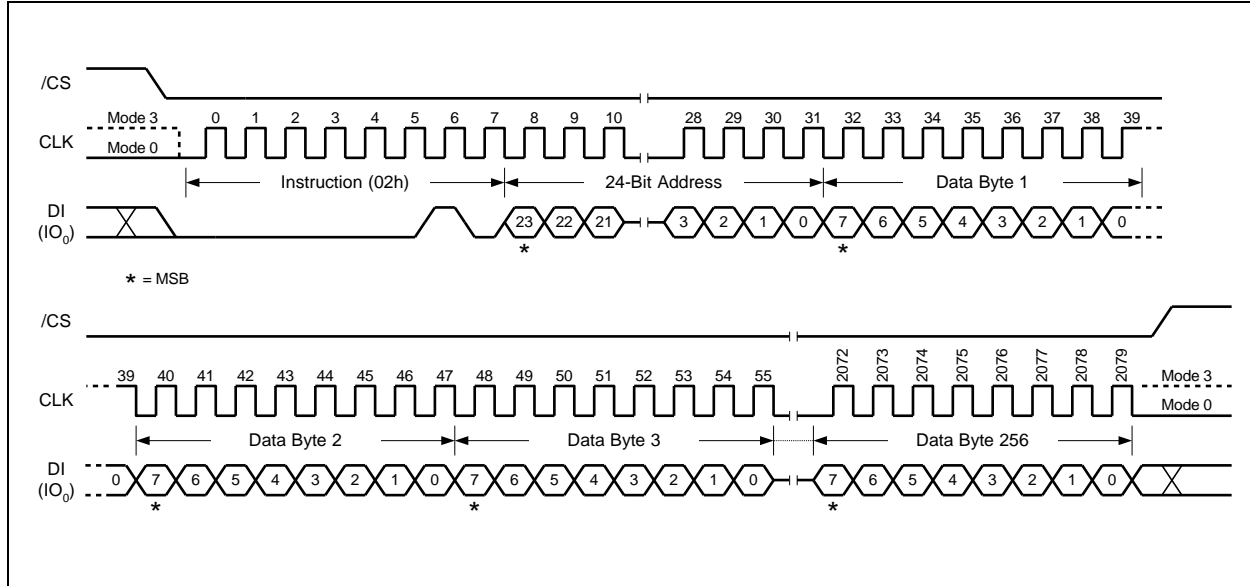 /CS
Mode 3 0 1 2 3 4 5 6 7 8 9 10 28 29 30 31 32 33 34 35 36 37 38 39
CLK
Mode 0
Instruction (02h) 24-Bit Address Data Byte 1
DI
(IO₀)
23 22 21 3 2 1 0 7 6 5 4 3 2 1 0
* *
* = MSB
/CS
39 40 41 42 43 44 45 46 47 48 49 50 51 52 53 54 55 2072 2073 2074 2075 2076 2077 2078 2079 Mode 3
CLK
Mode 0
Data Byte 2 Data Byte 3 Data Byte 256
DI
(IO₀)
0 7 6 5 4 3 2 1 0 7 6 5 4 3 2 1 0 7 6 5 4 3 2 1 0
* * *